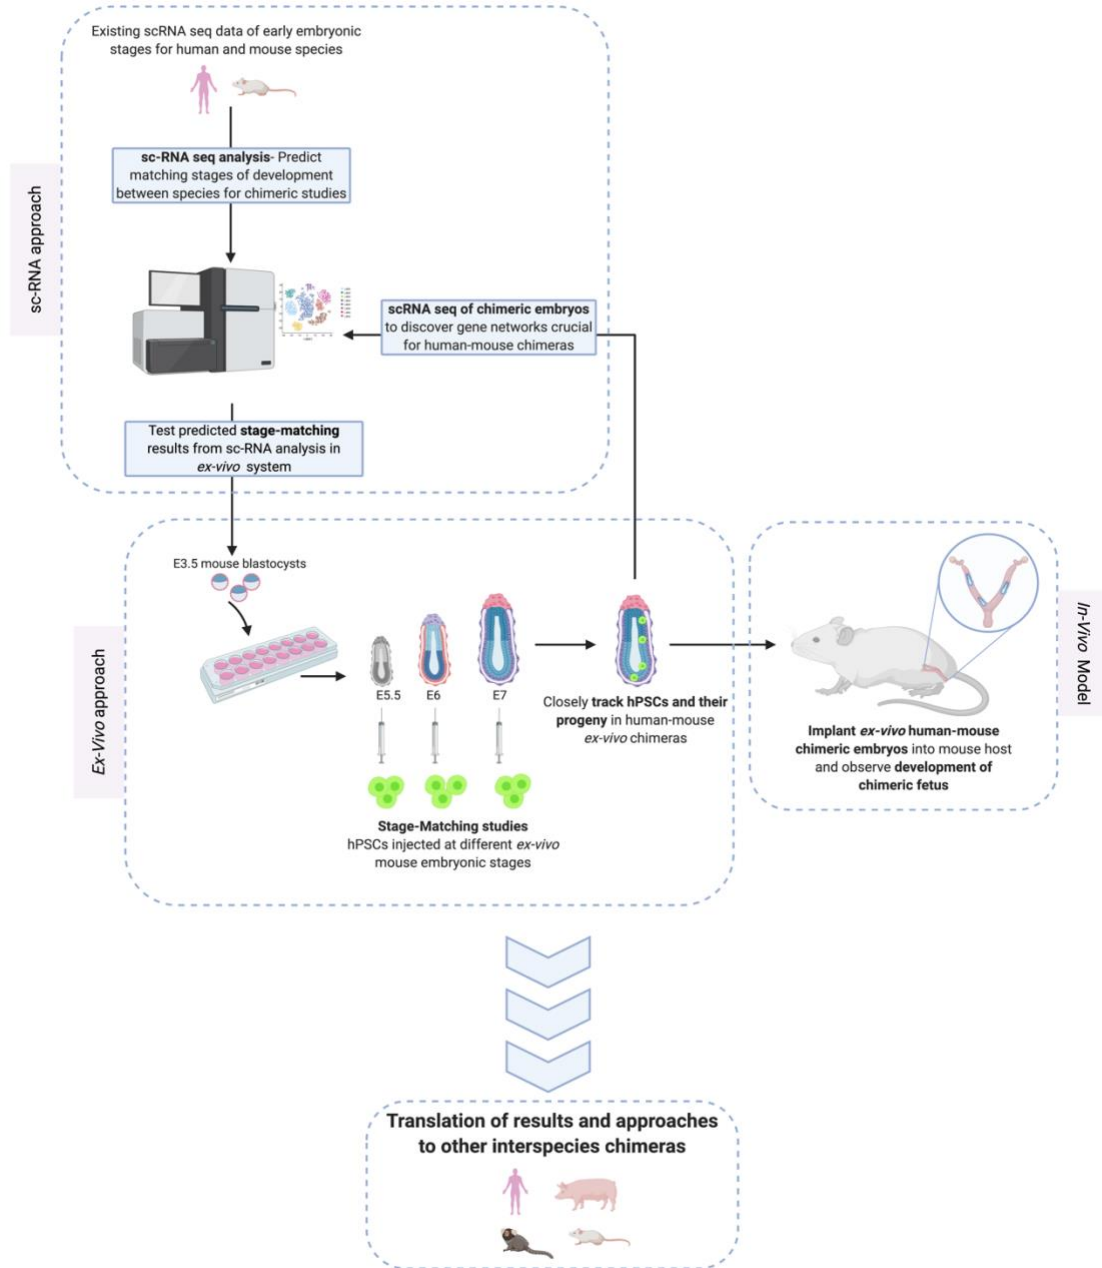 Existing scRNA seq data of early embryonic
stages for human and mouse species
sc-RNA seq analysis- Predict
matching stages of development
between species for chimeric studies
sc-RNA approach
scRNA seq of chimeric embryos
to discover gene networks crucial
for human-mouse chimeras
Test predicted stage-matching
results from sc-RNA analysis in
ex-vivo system
E3.5 mouse blastocysts
Ex-Vivo approach
E5.5
E6
E7
Stage-Matching studies
hPSCs injected at different ex-vivo
mouse embryonic stages
Closely track hPSCs and their
progeny in human-mouse
ex-vivo chimeras
In-Vivo Model
Implant ex-vivo human-mouse
chimeric embryos into mouse host
and observe development of
chimeric fetus
Translation of results and approaches
to other interspecies chimeras